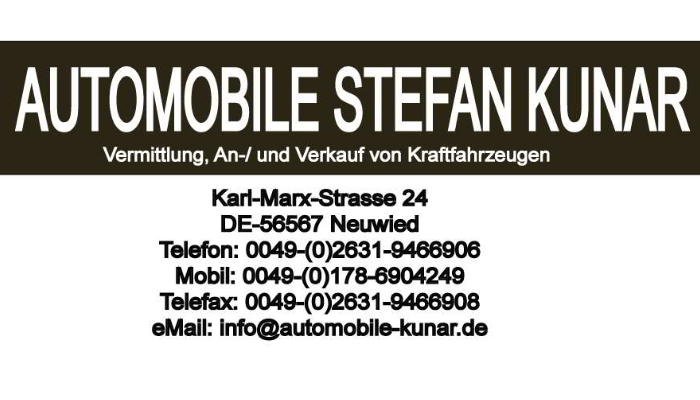 AUTOMOBILE STEFAN KUNAR
Vermittlung, An-/ und Verkauf von Kraftfahrzeugen
Karl-Marx-Strasse 24
DE-56567 Neuwied
Telefon: 0049-(0)2631-9466906
Mobil: 0049-(0)178-6904249
Telefax: 0049-(0)2631-9466908
eMail: info@automobile-kunar.de